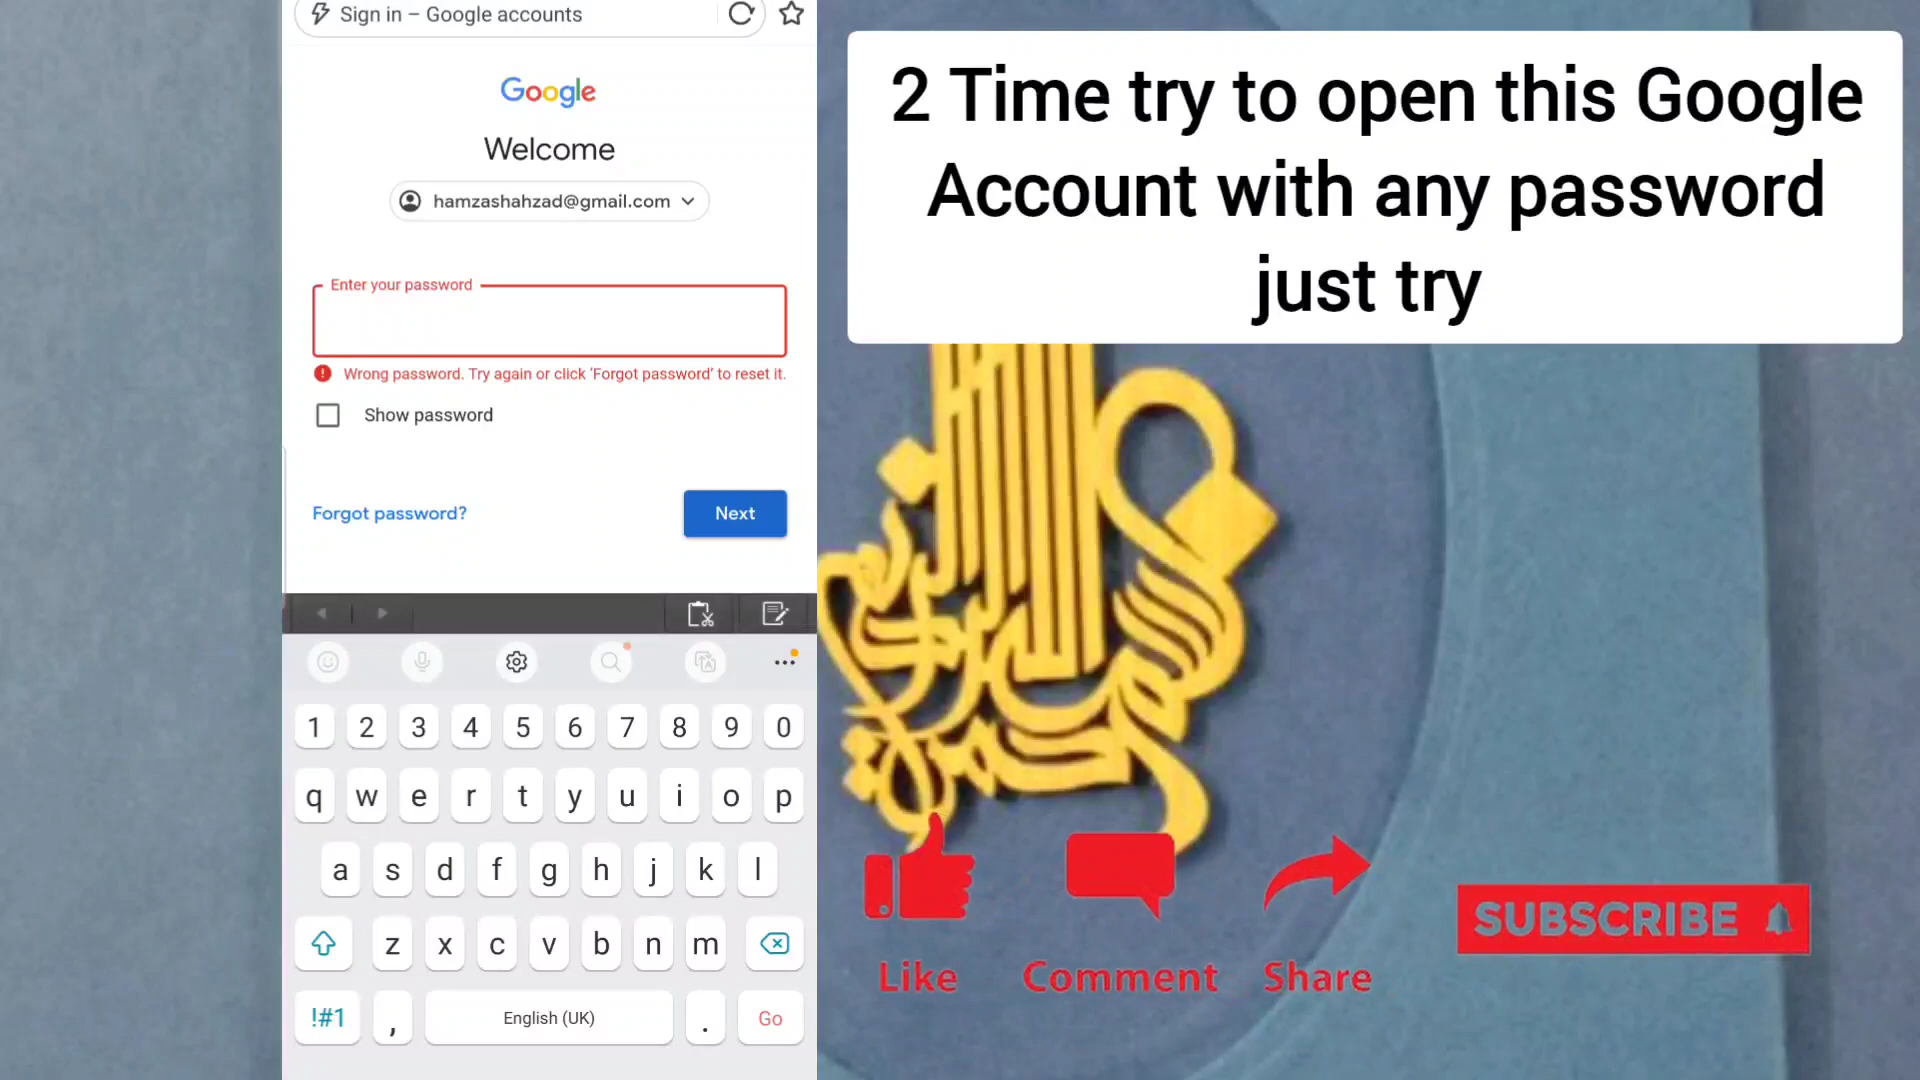 Sign in – Google accounts
Google
Welcome
hamzashahzad@gmail.com
Enter your password
Wrong password. Try again or click ‘Forgot password’ to reset it.
Show password
Forgot password?
Next
1 2 3 4 5 6 7 8 9 0
q w e r t y u i o p
a s d f g h j k l
z x c v b n m
!#1 , English (UK) . Go
2 Time try to open this Google
Account with any password
just try
Like Comment Share
SUBSCRIBE